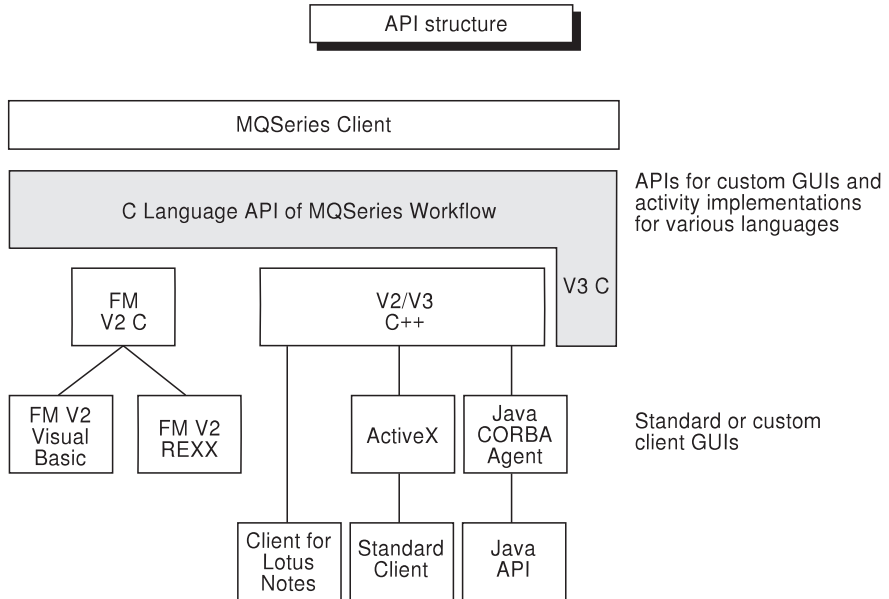 API structure
MQSeries Client
C Language API of MQSeries Workflow
APIs for custom GUIs and
activity implementations
for various languages
V3 C
FM
V2 C
V2/V3
C++
FM V2
Visual
Basic
FM V2
REXX
ActiveX
Java
CORBA
Agent
Standard or custom
client GUIs
Client for
Lotus
Notes
Standard
Client
Java
API